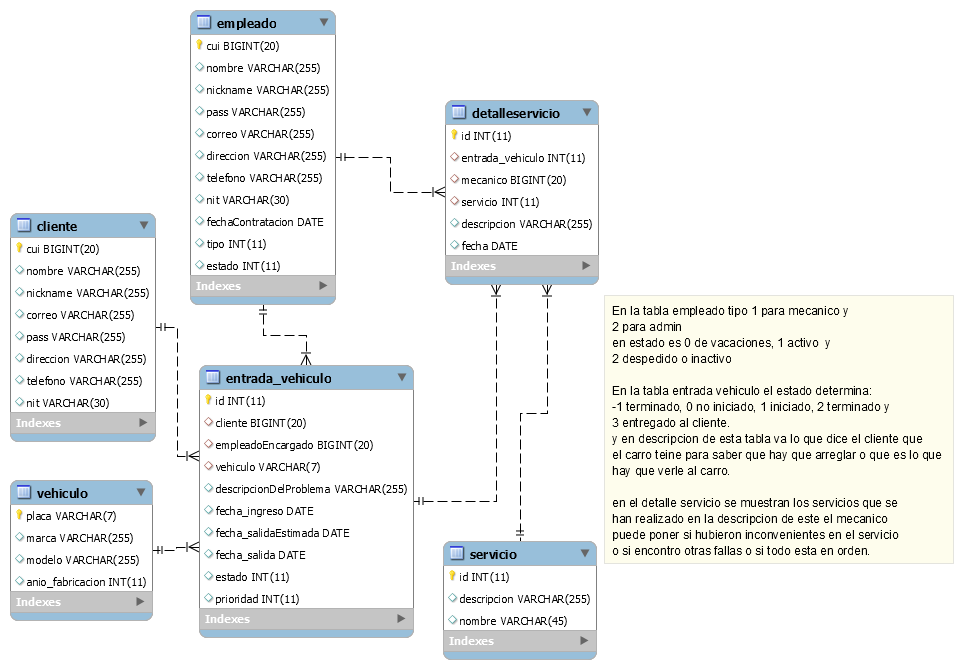 empleado
cui BIGINT(20)
nombre VARCHAR(255)
nickname VARCHAR(255)
pass VARCHAR(255)
correo VARCHAR(255)
direccion VARCHAR(255)
telefono VARCHAR(255)
nit VARCHAR(30)
fechaContratacion DATE
tipo INT(11)
estado INT(11)
Indexes
detalleservicio
id INT(11)
entrada_vehiculo INT(11)
mecanico BIGINT(20)
servicio INT(11)
descripcion VARCHAR(255)
fecha DATE
Indexes
cliente
cui BIGINT(20)
nombre VARCHAR(255)
nickname VARCHAR(255)
correo VARCHAR(255)
pass VARCHAR(255)
direccion VARCHAR(255)
telefono VARCHAR(255)
nit VARCHAR(30)
Indexes
entrada_vehiculo
id INT(11)
cliente BIGINT(20)
empleadoEncargado BIGINT(20)
vehiculo VARCHAR(7)
descripcionDelProblema VARCHAR(255)
fecha_ingreso DATE
fecha_salidaEstimada DATE
fecha_salida DATE
estado INT(11)
prioridad INT(11)
Indexes
vehiculo
placa VARCHAR(7)
marca VARCHAR(255)
modelo VARCHAR(255)
anio_fabricacion INT(11)
Indexes
servicio
id INT(11)
descripcion VARCHAR(255)
nombre VARCHAR(45)
Indexes
En la tabla empleado tipo 1 para mecanico y
2 para admin
en estado es 0 de vacaciones, 1 activo y
2 despedido o inactivo
En la tabla entrada vehiculo el estado determina:
-1 terminado, 0 no iniciado, 1 iniciado, 2 terminado y
3 entregado al cliente.
y en descripcion de esta tabla va lo que dice el cliente que
el carro teine para saber que hay que arreglar o que es lo que
hay que verle al carro.
en el detalle servicio se muestran los servicios que se
han realizado en la descripcion de este el mecanico
puede poner si hubieron inconvenientes en el servicio
o si encontro otras fallas o si todo esta en orden.